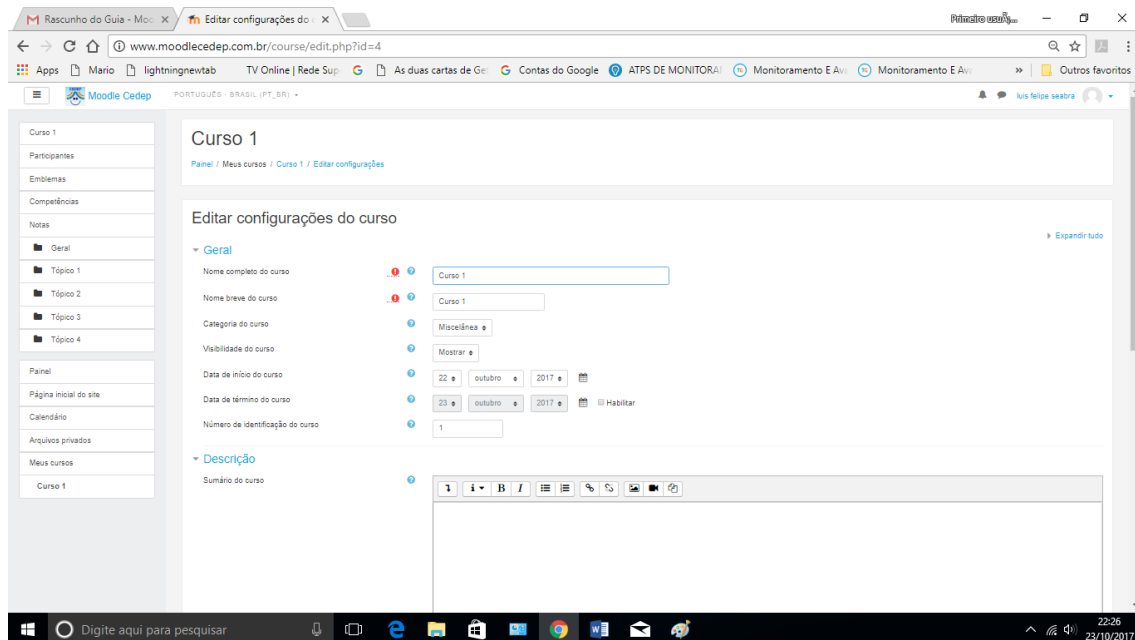 Rascunho do Guia - Moo
Editar configurações do c
www.moodlecedep.com.br/course/edit.php?id=4
Apps Mario lightningnewtab TV Online | Rede Sup As duas cartas de Ge Contas do Google ATPS DE MONITORA Monitoramento E Ava Monitoramento E Ava » Outros favoritos
Moodle Cedep PORTUGUÊS - BRASIL (PT_BR) luis felipe seabra
Curso 1
Participantes
Emblemas
Competências
Notas
Geral
Tópico 1
Tópico 2
Tópico 3
Tópico 4
Painel
Página inicial do site
Calendário
Arquivos privados
Meus cursos
Curso 1
Curso 1
Painel / Meus cursos / Curso 1 / Editar configurações
Editar configurações do curso
Expandir tudo
Geral
Nome completo do curso Curso 1
Nome breve do curso Curso 1
Categoria do curso Miscelânea
Visibilidade do curso Mostrar
Data de início do curso 22 outubro 2017
Data de término do curso 23 outubro 2017 Habilitar
Número de identificação do curso 1
Descrição
Sumário do curso
B I
Digite aqui para pesquisar
22:26
23/10/2017